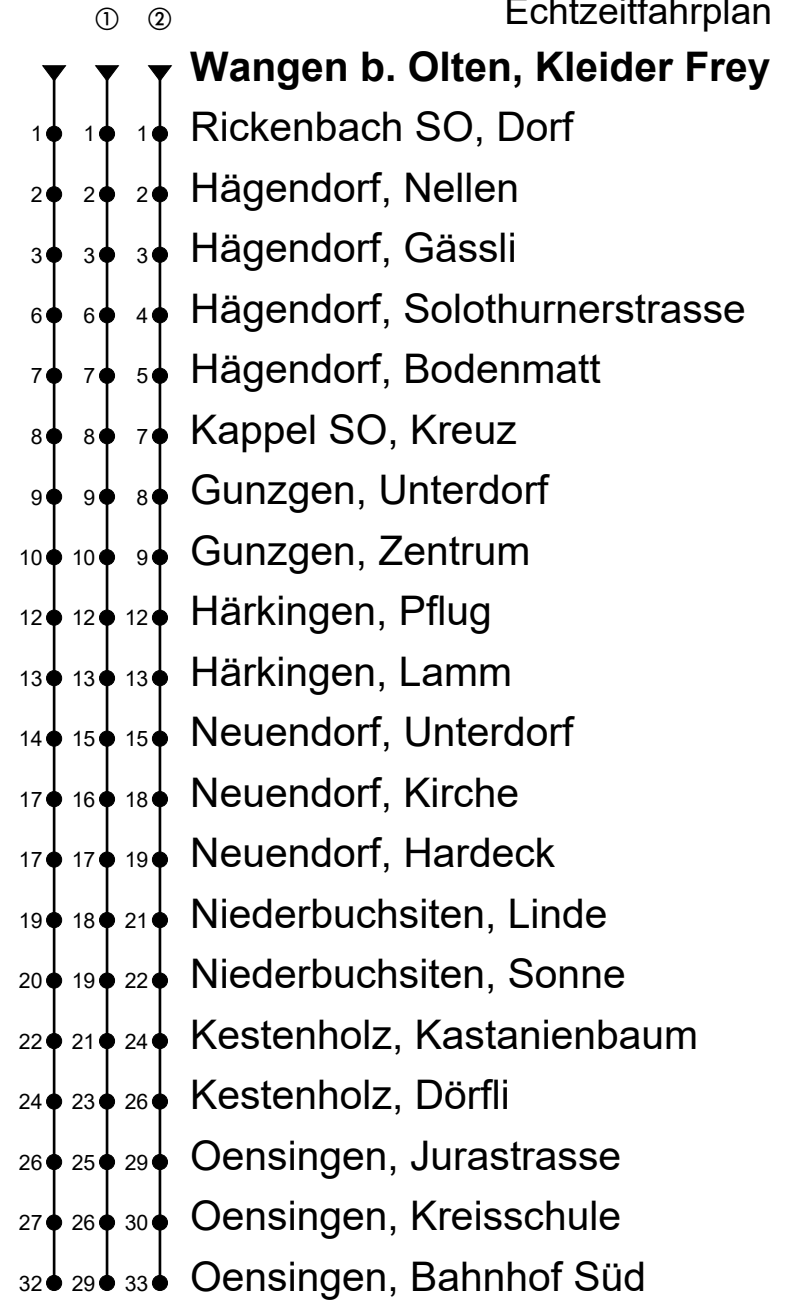 Echtzeitfahrplan
① ②
Wangen b. Olten, Kleider Frey
1 1 1 Rickenbach SO, Dorf
2 2 2 Hägendorf, Nellen
3 3 3 Hägendorf, Gässli
6 6 4 Hägendorf, Solothurnerstrasse
7 7 5 Hägendorf, Bodenmatt
8 8 7 Kappel SO, Kreuz
9 9 8 Gunzgen, Unterdorf
10 10 9 Gunzgen, Zentrum
12 12 12 Härkingen, Pflug
13 13 13 Härkingen, Lamm
14 15 15 Neuendorf, Unterdorf
17 16 18 Neuendorf, Kirche
17 17 19 Neuendorf, Hardeck
19 18 21 Niederbuchsiten, Linde
20 19 22 Niederbuchsiten, Sonne
22 21 24 Kestenholz, Kastanienbaum
24 23 26 Kestenholz, Dörfli
26 25 29 Oensingen, Jurastrasse
27 26 30 Oensingen, Kreisschule
32 29 33 Oensingen, Bahnhof Süd